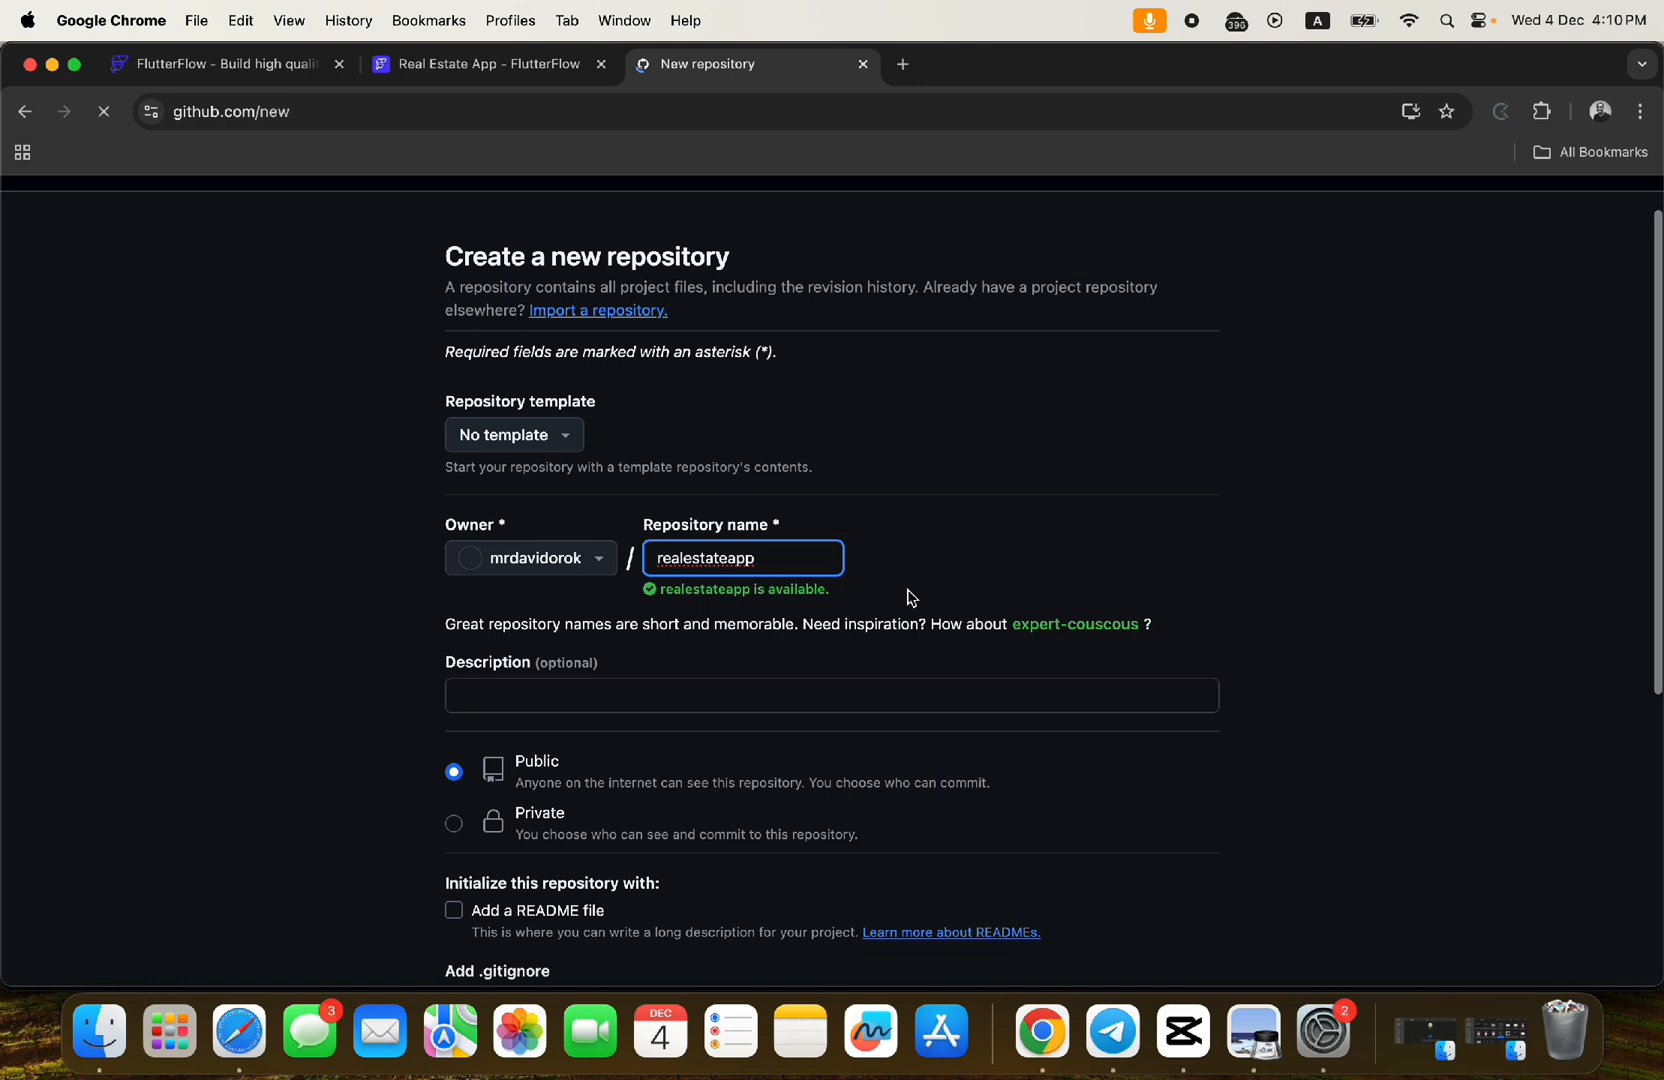 Google Chrome File Edit View History Bookmarks Profiles Tab Window Help 396 A Wed 4 Dec 4:10 PM
FlutterFlow - Build high quali Real Estate App - FlutterFlow New repository
github.com/new
All Bookmarks
Create a new repository
A repository contains all project files, including the revision history. Already have a project repository
elsewhere? Import a repository.
Required fields are marked with an asterisk (*).
Repository template
No template
Start your repository with a template repository's contents.
Owner * Repository name *
mrdavidorok / realestateapp
realestateapp is available.
Great repository names are short and memorable. Need inspiration? How about expert-couscous ?
Description (optional)
Public
Anyone on the internet can see this repository. You choose who can commit.
Private
You choose who can see and commit to this repository.
Initialize this repository with:
Add a README file
This is where you can write a long description for your project. Learn more about READMEs.
Add .gitignore
3
DEC
4
2